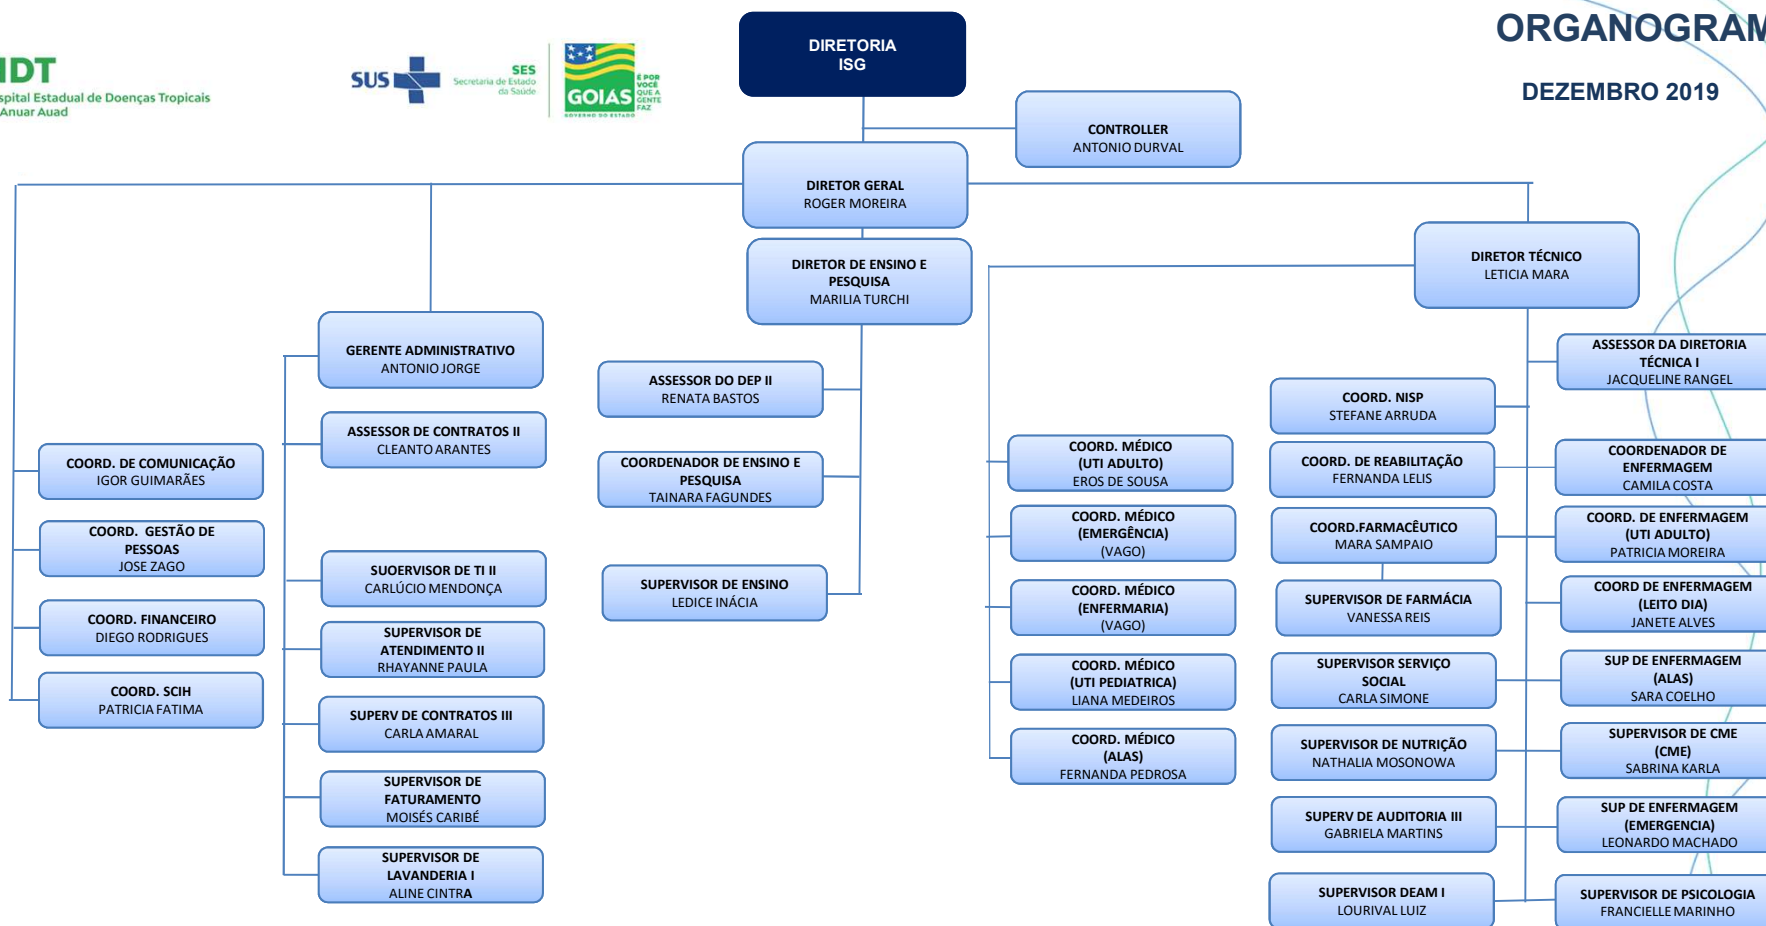 DIRETORIA
ISG
ORGANOGRAM
DEZEMBRO 2019
IDT
spital Estadual de Doenças Tropicais
Anuar Auad
SUS
SES
Secretaria de Estado
da Saúde
GOIÁS
GOVERNO DO ESTADO
É POR
VOCÊ
QUE A
GENTE
FAZ
CONTROLLER
ANTONIO DURVAL
DIRETOR GERAL
ROGER MOREIRA
DIRETOR DE ENSINO E
PESQUISA
MARILIA TURCHI
DIRETOR TÉCNICO
LETICIA MARA
GERENTE ADMINISTRATIVO
ANTONIO JORGE
ASSESSOR DE CONTRATOS II
CLEANTO ARANTES
COORD. DE COMUNICAÇÃO
IGOR GUIMARÃES
COORD.  GESTÃO DE
PESSOAS
JOSE ZAGO
COORD. FINANCEIRO
DIEGO RODRIGUES
COORD. SCIH
PATRICIA FATIMA
SUOERVISOR DE TI II
CARLÚCIO MENDONÇA
SUPERVISOR DE
ATENDIMENTO II
RHAYANNE PAULA
SUPERV DE CONTRATOS III
CARLA AMARAL
SUPERVISOR DE
FATURAMENTO
MOISÉS CARIBÉ
SUPERVISOR DE
LAVANDERIA I
ALINE CINTRA
ASSESSOR DO DEP II
RENATA BASTOS
COORDENADOR DE ENSINO E
PESQUISA
TAINARA FAGUNDES
SUPERVISOR DE ENSINO
LEDICE INÁCIA
COORD. MÉDICO
(UTI ADULTO)
EROS DE SOUSA
COORD. MÉDICO
(EMERGÊNCIA)
(VAGO)
COORD. MÉDICO
(ENFERMARIA)
(VAGO)
COORD. MÉDICO
(UTI PEDIATRICA)
LIANA MEDEIROS
COORD. MÉDICO
(ALAS)
FERNANDA PEDROSA
COORD. NISP
STEFANE ARRUDA
COORD. DE REABILITAÇÃO
FERNANDA LELIS
COORD.FARMACÊUTICO
MARA SAMPAIO
SUPERVISOR DE FARMÁCIA
VANESSA REIS
SUPERVISOR SERVIÇO
SOCIAL
CARLA SIMONE
SUPERVISOR DE NUTRIÇÃO
NATHALIA MOSONOWA
SUPERV DE AUDITORIA III
GABRIELA MARTINS
SUPERVISOR DEAM I
LOURIVAL LUIZ
ASSESSOR DA DIRETORIA
TÉCNICA I
JACQUELINE RANGEL
COORDENADOR DE
ENFERMAGEM
CAMILA COSTA
COORD. DE ENFERMAGEM
(UTI ADULTO)
PATRICIA MOREIRA
COORD DE ENFERMAGEM
(LEITO DIA)
JANETE ALVES
SUP DE ENFERMAGEM
(ALAS)
SARA COELHO
SUPERVISOR DE CME
(CME)
SABRINA KARLA
SUP DE ENFERMAGEM
(EMERGENCIA)
LEONARDO MACHADO
SUPERVISOR DE PSICOLOGIA
FRANCIELLE MARINHO